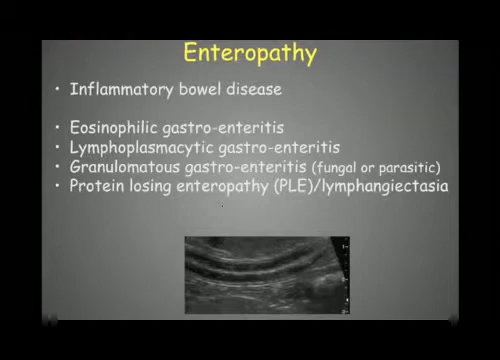 Enteropathy
• Inflammatory bowel disease
• Eosinophilic gastro-enteritis
• Lymphoplasmacytic gastro-enteritis
• Granulomatous gastro-enteritis (fungal or parasitic)
• Protein losing enteropathy (PLE)/lymphangiectasia